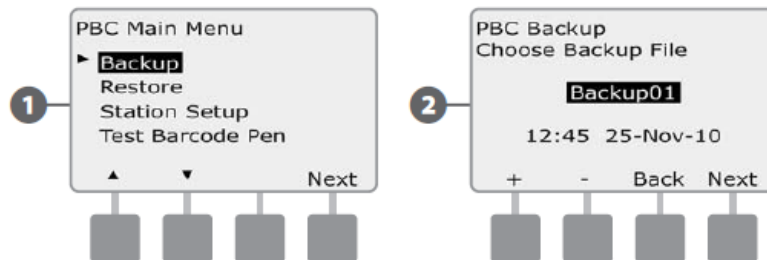 1
PBC Main Menu
► Backup
Restore
Station Setup
Test Barcode Pen
▲ ▼ Next
2
PBC Backup
Choose Backup File
Backup01
12:45 25-Nov-10
+ - Back Next